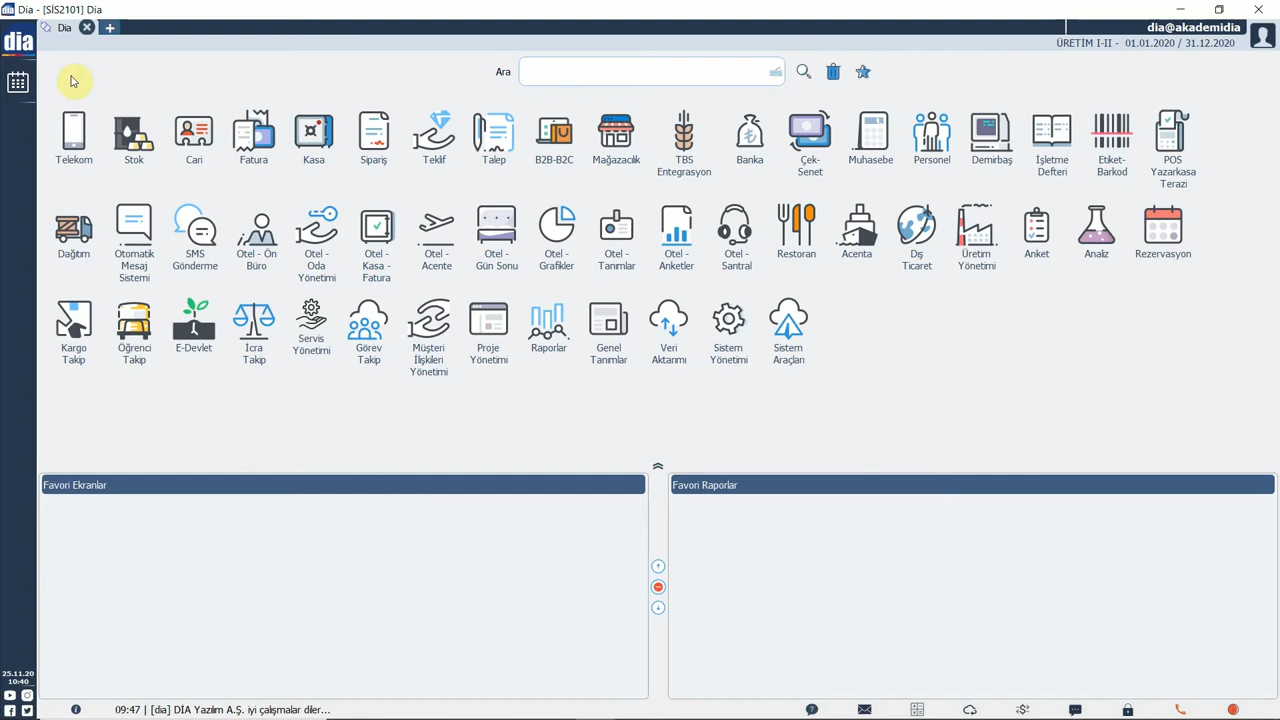 Dia - [SİS2101] Dia
Dia
dia@akademidia
ÜRETİM I-II - 01.01.2020 / 31.12.2020
dia
Ara
Telekom
Stok
Cari
Fatura
Kasa
Sipariş
Teklif
Talep
B2B-B2C
Mağazacılık
TBS
Entegrasyon
Banka
Çek-
Senet
Muhasebe
Personel
Demirbaş
İşletme
Defteri
Etiket-
Barkod
POS
Yazarkasa
Terazi
Dağıtım
Otomatik
Mesaj
Sistemi
SMS
Gönderme
Otel - Ön
Büro
Otel -
Oda
Yönetimi
Otel -
Kasa -
Fatura
Otel -
Acente
Otel -
Gün Sonu
Otel -
Grafikler
Otel -
Tanımlar
Otel -
Anketler
Otel -
Santral
Restoran
Acenta
Dış
Ticaret
Üretim
Yönetimi
Anket
Analiz
Rezervasyon
Kargo
Takip
Öğrenci
Takip
E-Devlet
İcra
Takip
Servis
Yönetimi
Görev
Takip
Müşteri
İlişkileri
Yönetimi
Proje
Yönetimi
Raporlar
Genel
Tanımlar
Veri
Aktarımı
Sistem
Yönetimi
Sistem
Araçları
Favori Ekranlar
Favori Raporlar
25.11.20
10:40
09:47 | [dia] DİA Yazılım A.Ş. iyi çalışmalar diler...